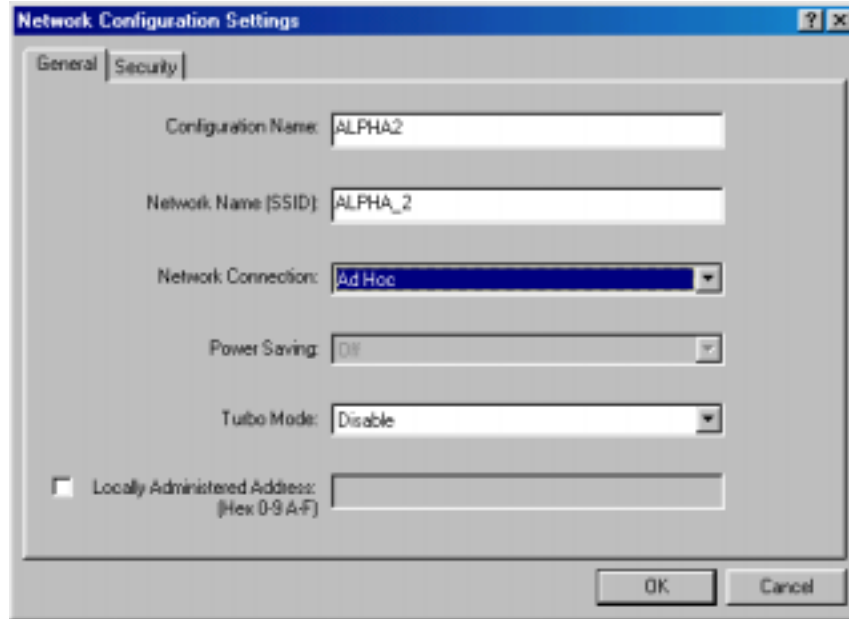 Network Configuration Settings
General Security
Configuration Name: ALPHA2
Network Name (SSID): ALPHA_2
Network Connection: Ad Hoc
Power Saving: Off
Turbo Mode: Disable
Locally Administered Address:
(Hex 0-9 A-F)
OK Cancel